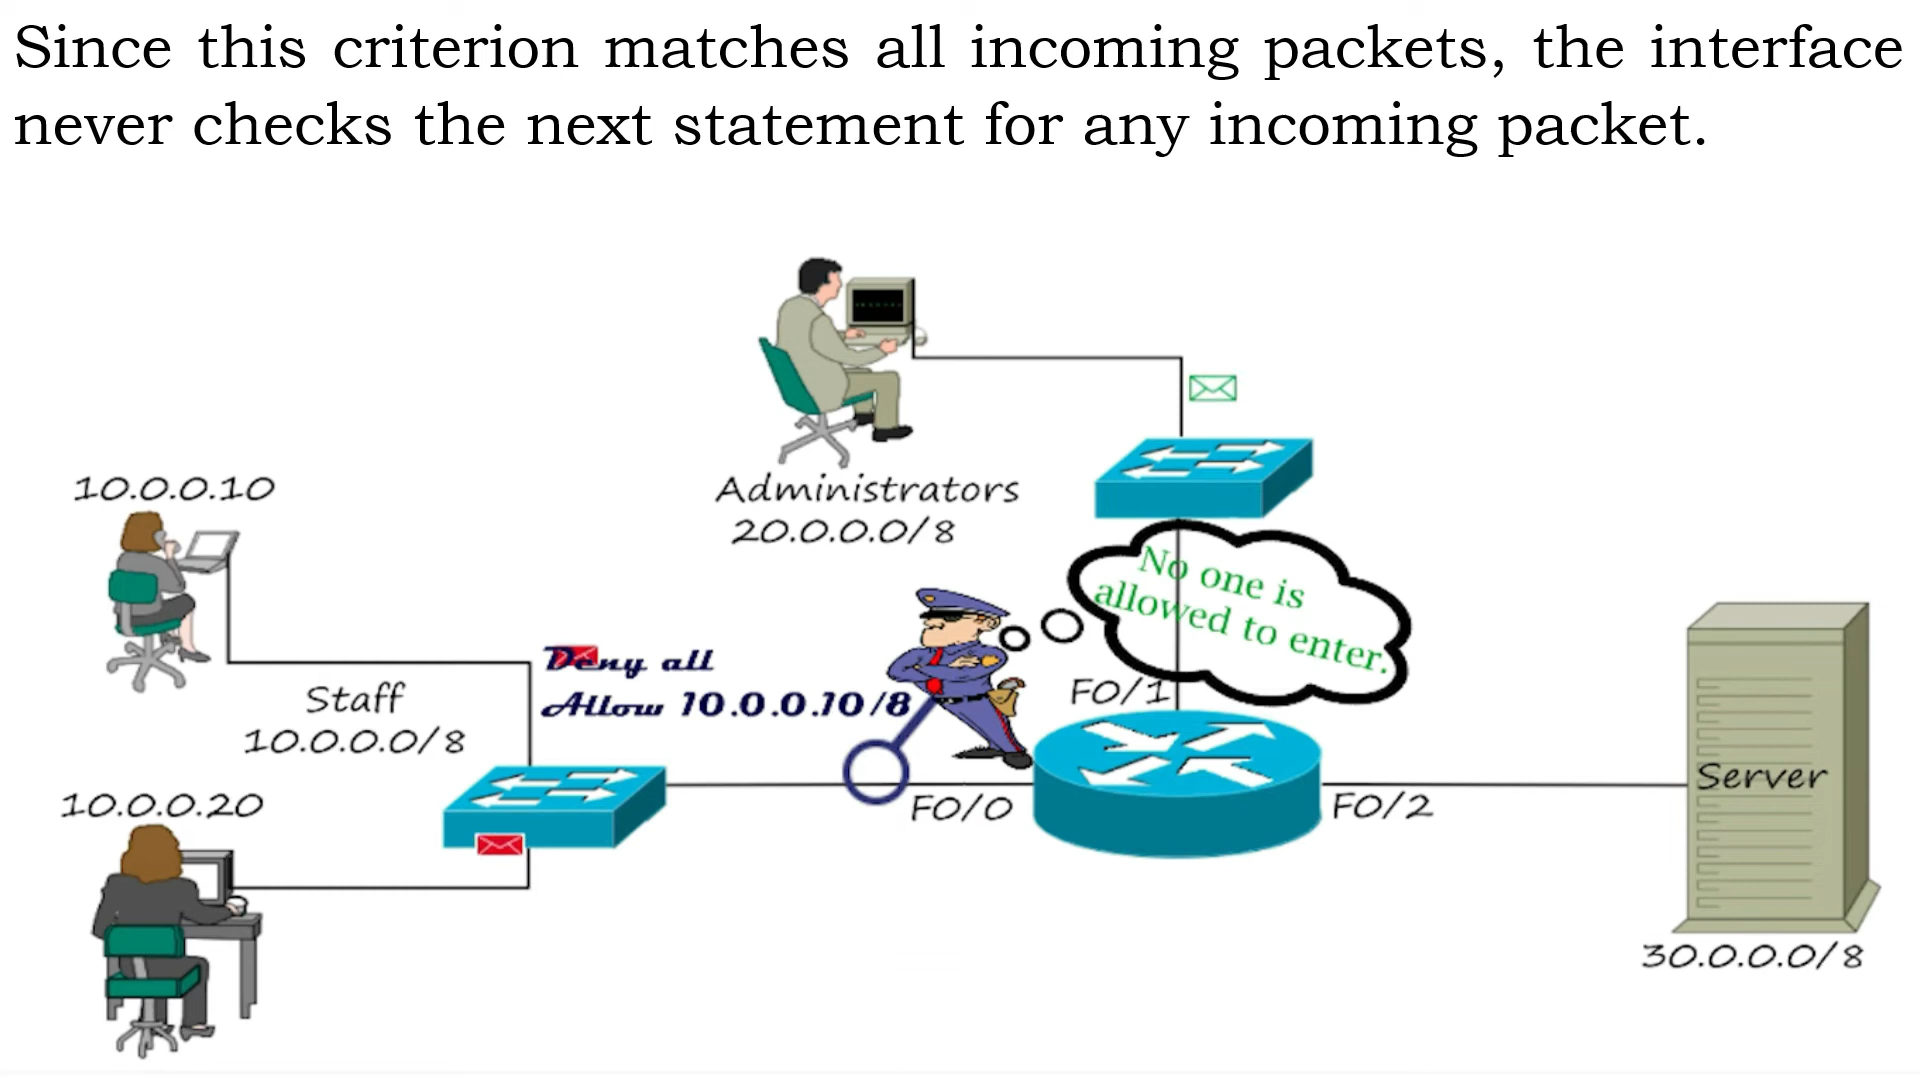 Since this criterion matches all incoming packets, the interface
never checks the next statement for any incoming packet.
10.0.0.10
Administrators
20.0.0.0/8
No one is
allowed to enter.
Deny all
Allow 10.0.0.10/8
Staff
10.0.0.0/8
F0/1
10.0.0.20
F0/0
F0/2
Server
30.0.0.0/8